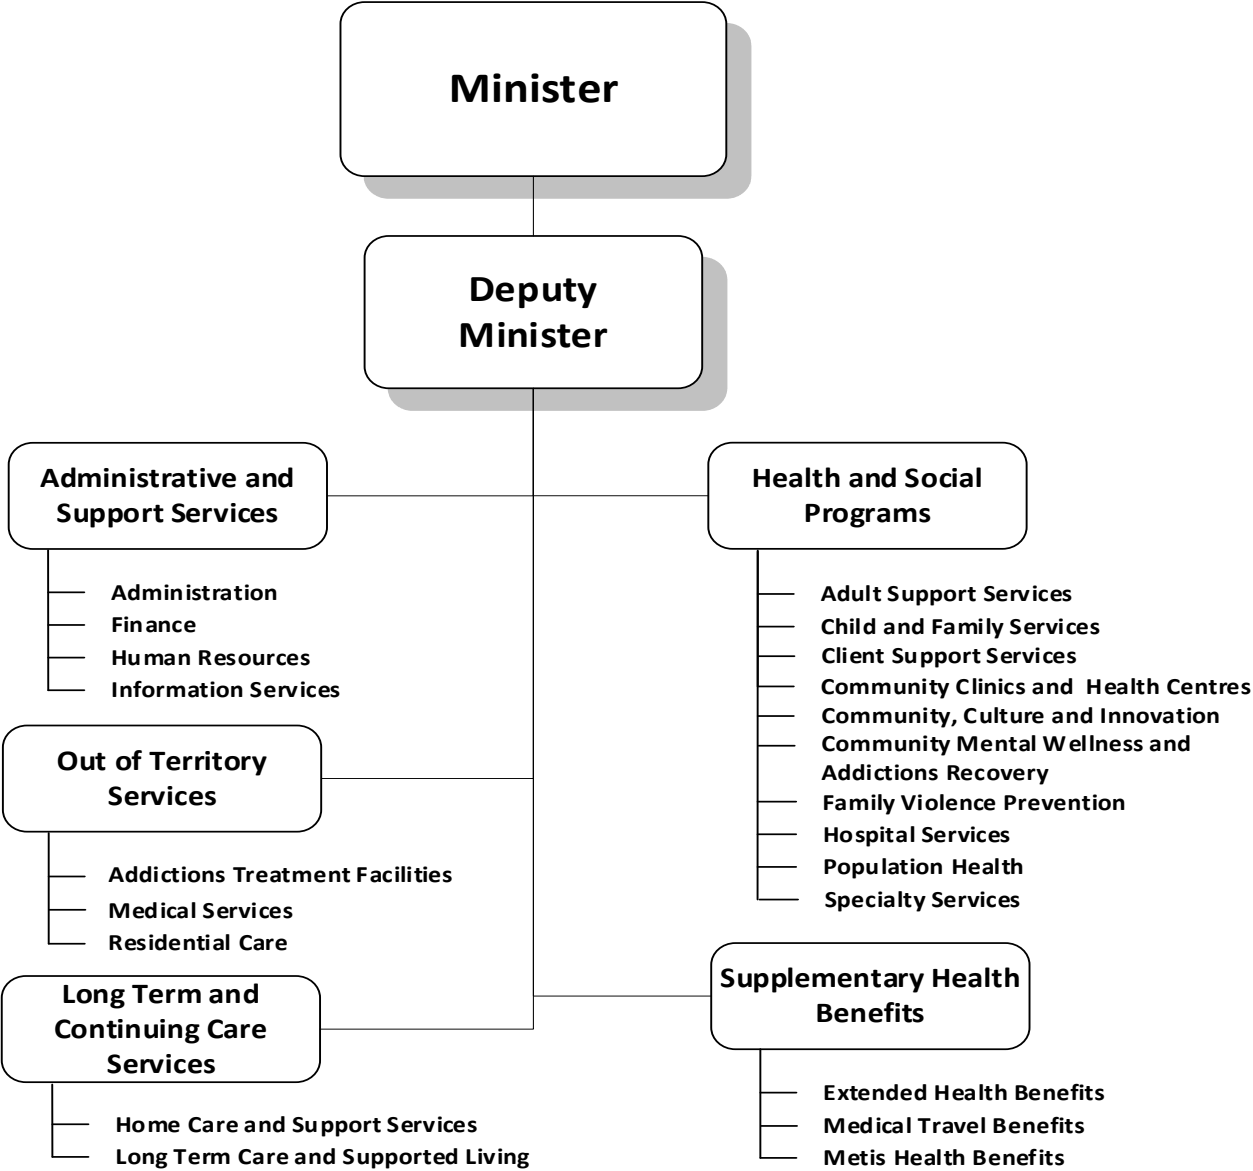 Minister
Deputy
Minister
Administrative and
Support Services
Administration
Finance
Human Resources
Information Services
Out of Territory
Services
Addictions Treatment Facilities
Medical Services
Residential Care
Long Term and
Continuing Care
Services
Home Care and Support Services
Long Term Care and Supported Living
Health and Social
Programs
Adult Support Services
Child and Family Services
Client Support Services
Community Clinics and Health Centres
Community, Culture and Innovation
Community Mental Wellness and
Addictions Recovery
Family Violence Prevention
Hospital Services
Population Health
Specialty Services
Supplementary Health
Benefits
Extended Health Benefits
Medical Travel Benefits
Metis Health Benefits